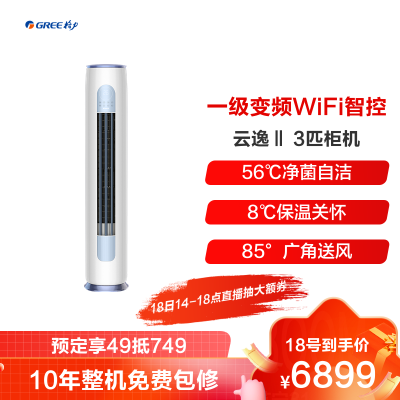 GREE格力
一级变频WiFi智控
云逸Ⅱ 3匹柜机
56℃净菌自洁
8℃保温关怀
85°广角送风
18日14-18点直播抽大额券
预定享49抵749
10年整机免费包修
18号到手价
¥6899